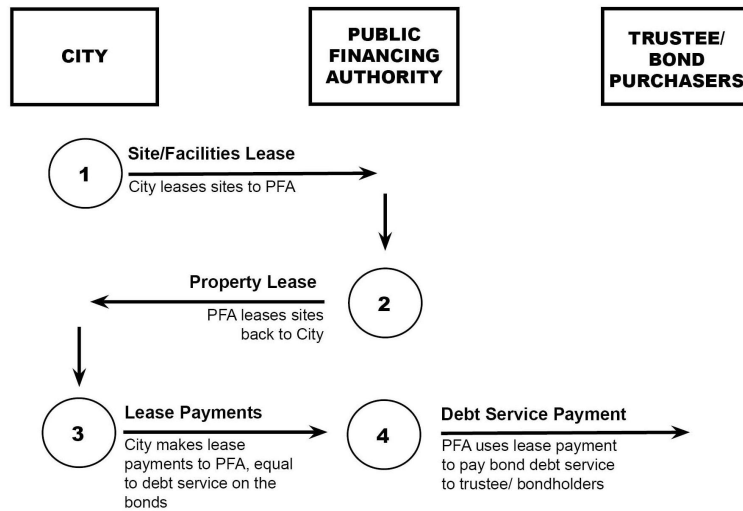 CITY
PUBLIC
FINANCING
AUTHORITY
TRUSTEE/
BOND
PURCHASERS
1
Site/Facilities Lease
City leases sites to PFA
Property Lease
PFA leases sites
back to City
2
3
Lease Payments
City makes lease
payments to PFA, equal
to debt service on the
bonds
4
Debt Service Payment
PFA uses lease payment
to pay bond debt service
to trustee/ bondholders